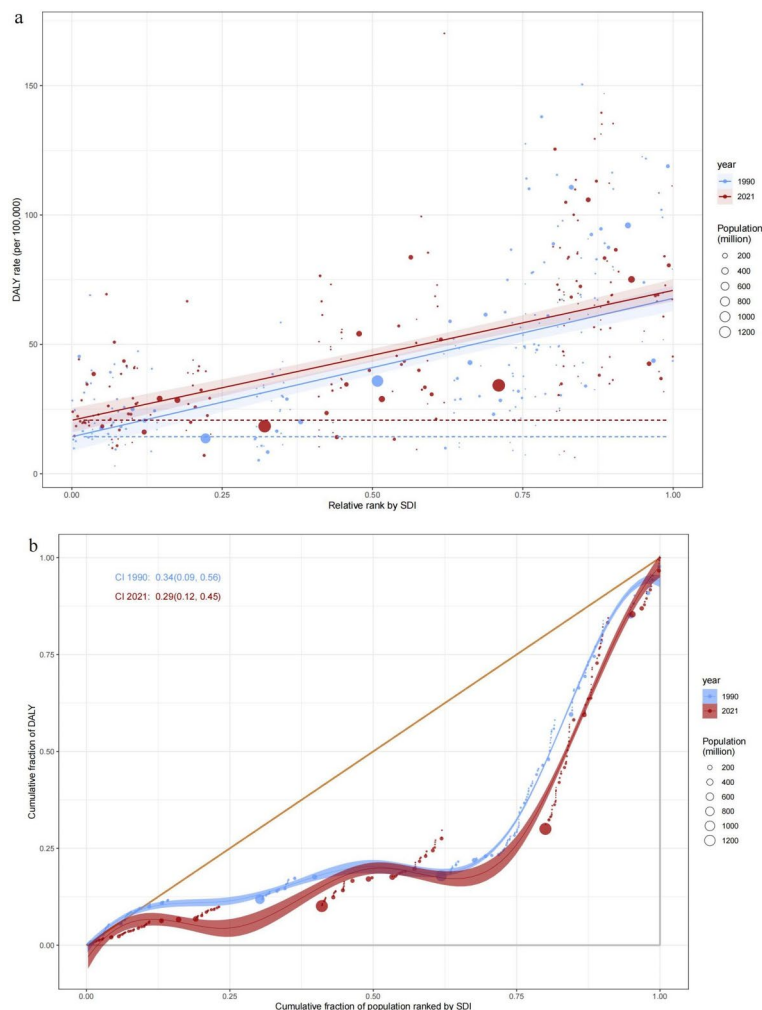 a
150
100
50
0
DALY rate (per 100,000)
0.00 0.25 0.50 0.75 1.00
Relative rank by SDI
year
1990
2021
Population
(million)
200
400
600
800
1000
1200
b
1.00
0.75
0.50
0.25
0.00
Cumulative fraction of DALY
CI 1990: 0.34(0.09, 0.56)
CI 2021: 0.29(0.12, 0.45)
0.00 0.25 0.50 0.75 1.00
Cumulative fraction of population ranked by SDI
year
1990
2021
Population
(million)
200
400
600
800
1000
1200